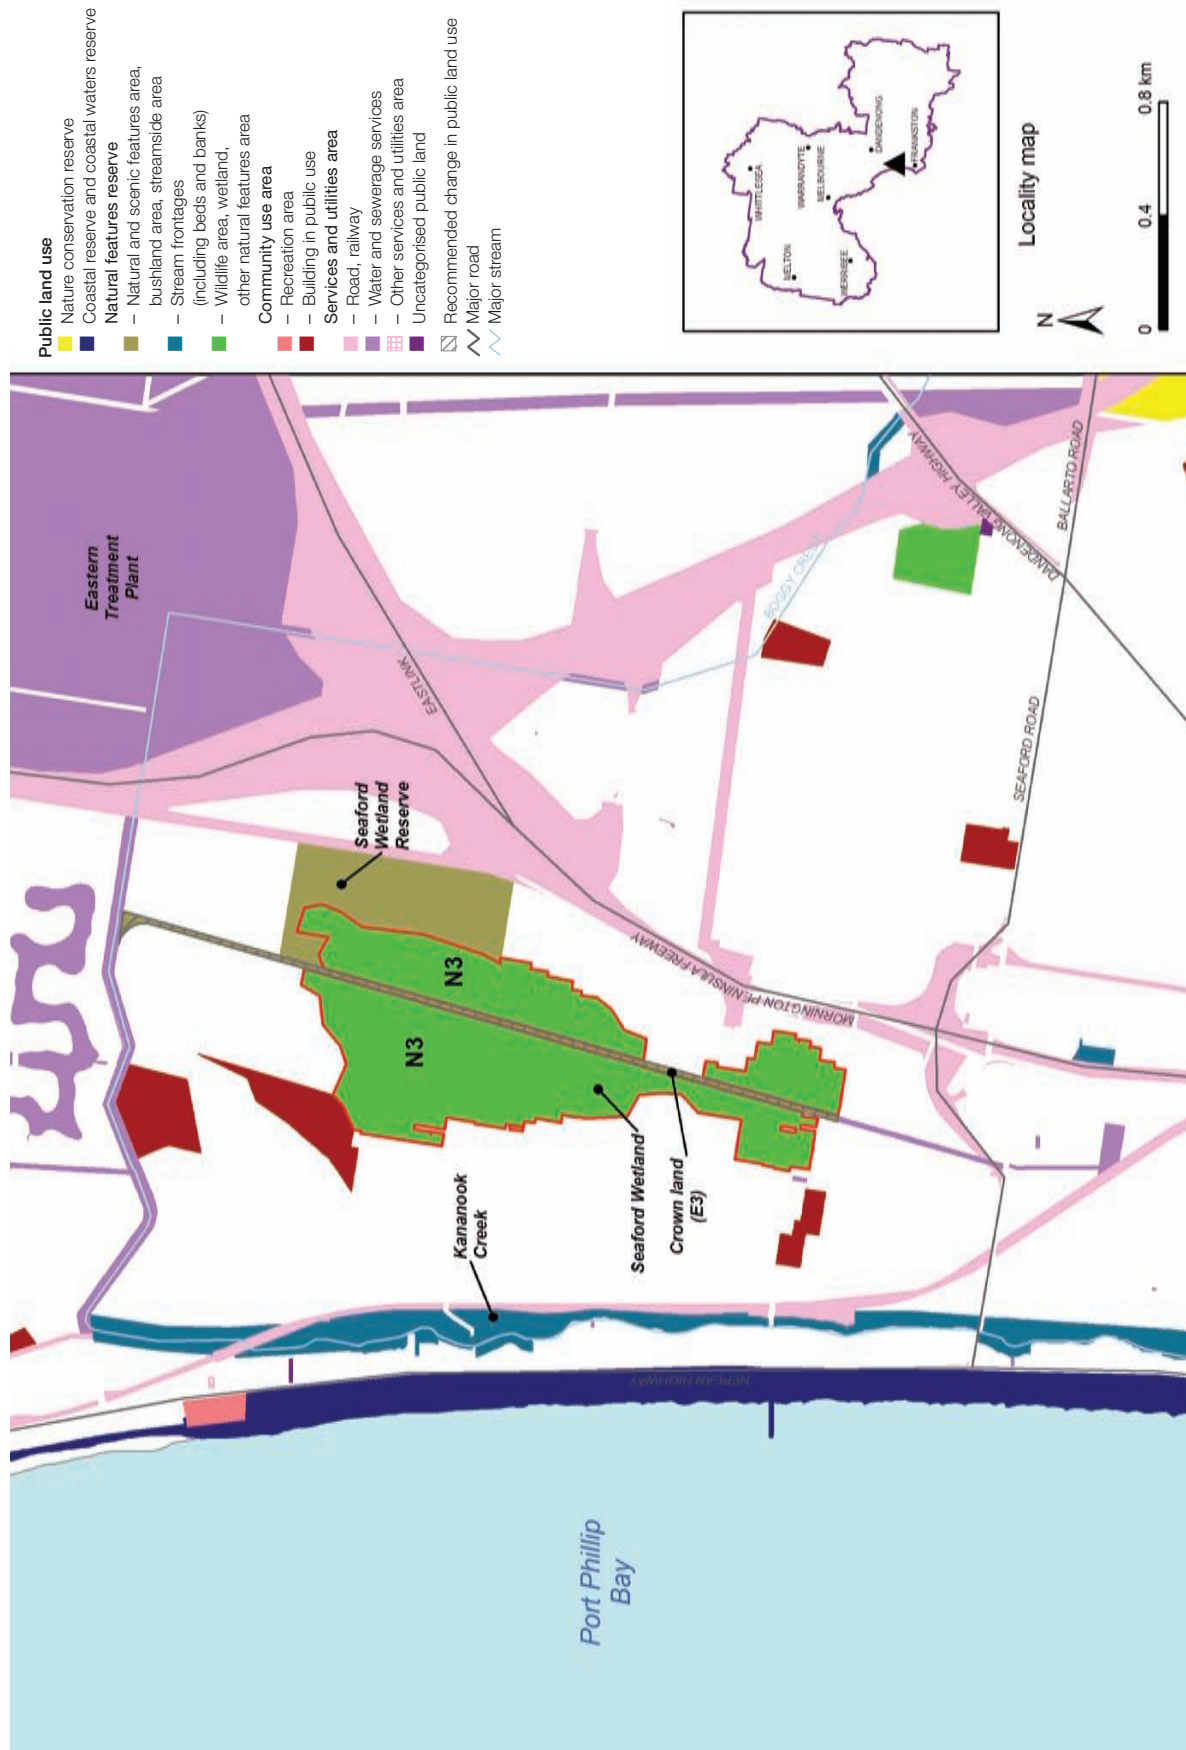 Public land use
Nature conservation reserve
Coastal reserve and coastal waters reserve
Natural features reserve
– Natural and scenic features area,
bushland area, streamside area
– Stream frontages
(including beds and banks)
– Wildlife area, wetland,
other natural features area
Community use area
– Recreation area
– Building in public use
Services and utilities area
– Road, railway
– Water and sewerage services
– Other services and utilities area
Uncategorised public land
Recommended change in public land use
Major road
Major stream
WHITTLESEA
MELTON
WARRANDYTE
MELBOURNE
WERRIBEE
DANDENONG
FRANKSTON
Locality map
N
0
0.4
0.8 km
Eastern
Treatment
Plant
EASTLINK
BOGGY CREEK
DANDENONG VALLEY HIGHWAY
BALLARTO ROAD
SEAFORD ROAD
Seaford
Wetland
Reserve
N3
N3
MORNINGTON PENINSULA FREEWAY
Kananook
Creek
Seaford Wetland
Crown land
(E3)
NEPEAN HIGHWAY
Port Phillip
Bay